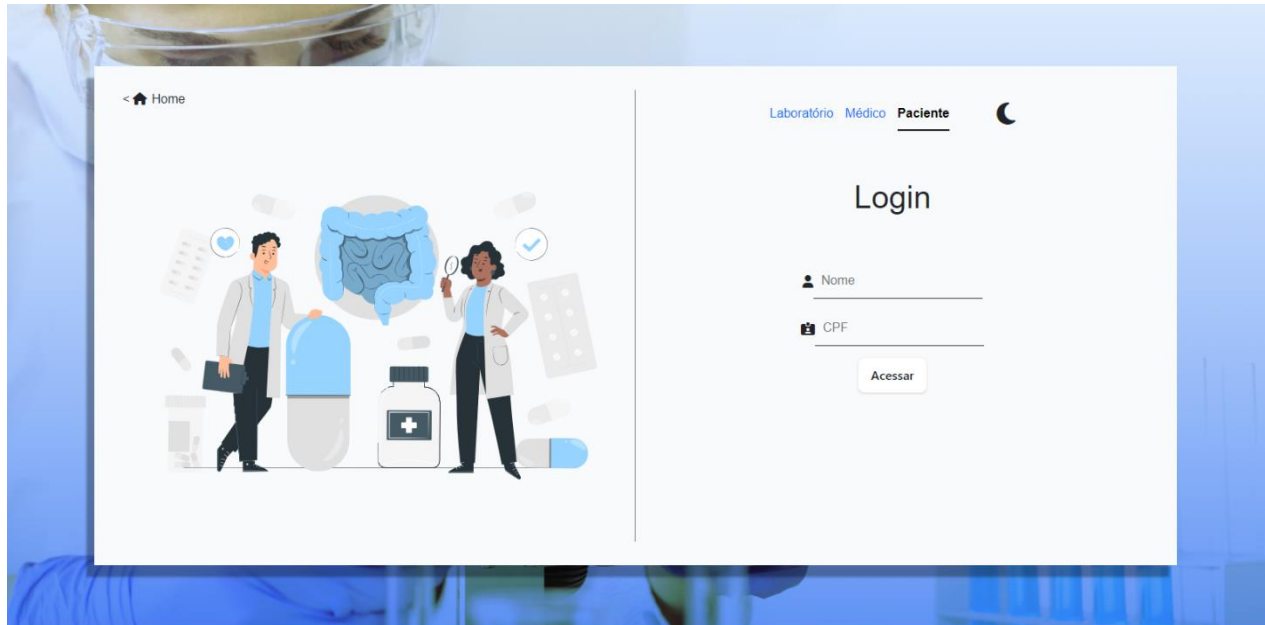 < Home
Laboratório Médico Paciente
Login
Nome
CPF
Acessar